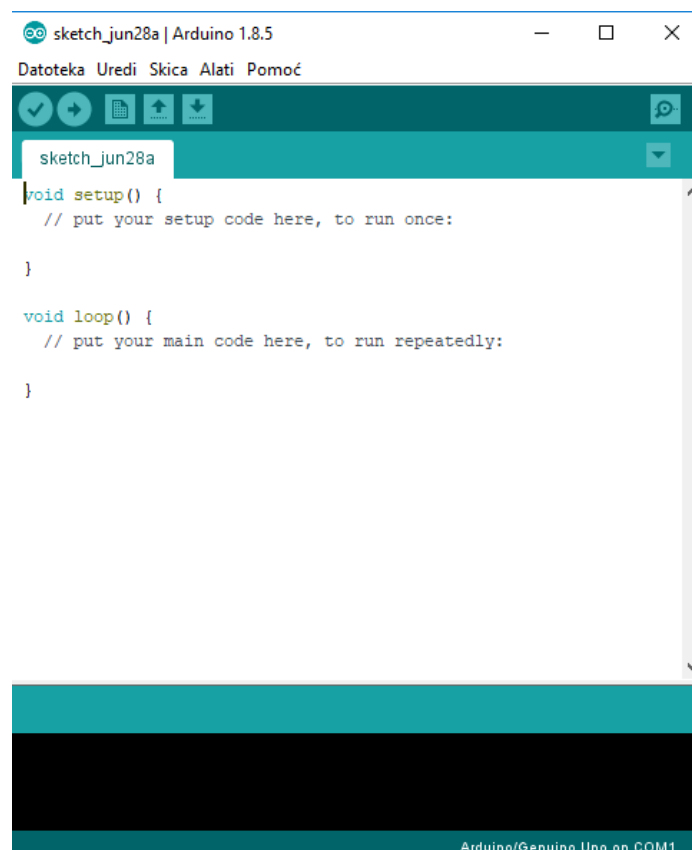 sketch_jun28a | Arduino 1.8.5
Datoteka Uredi Skica Alati Pomoć
sketch_jun28a
void setup() {
  // put your setup code here, to run once:
}
void loop() {
  // put your main code here, to run repeatedly:
}
Arduino/Genuino Uno on COM1